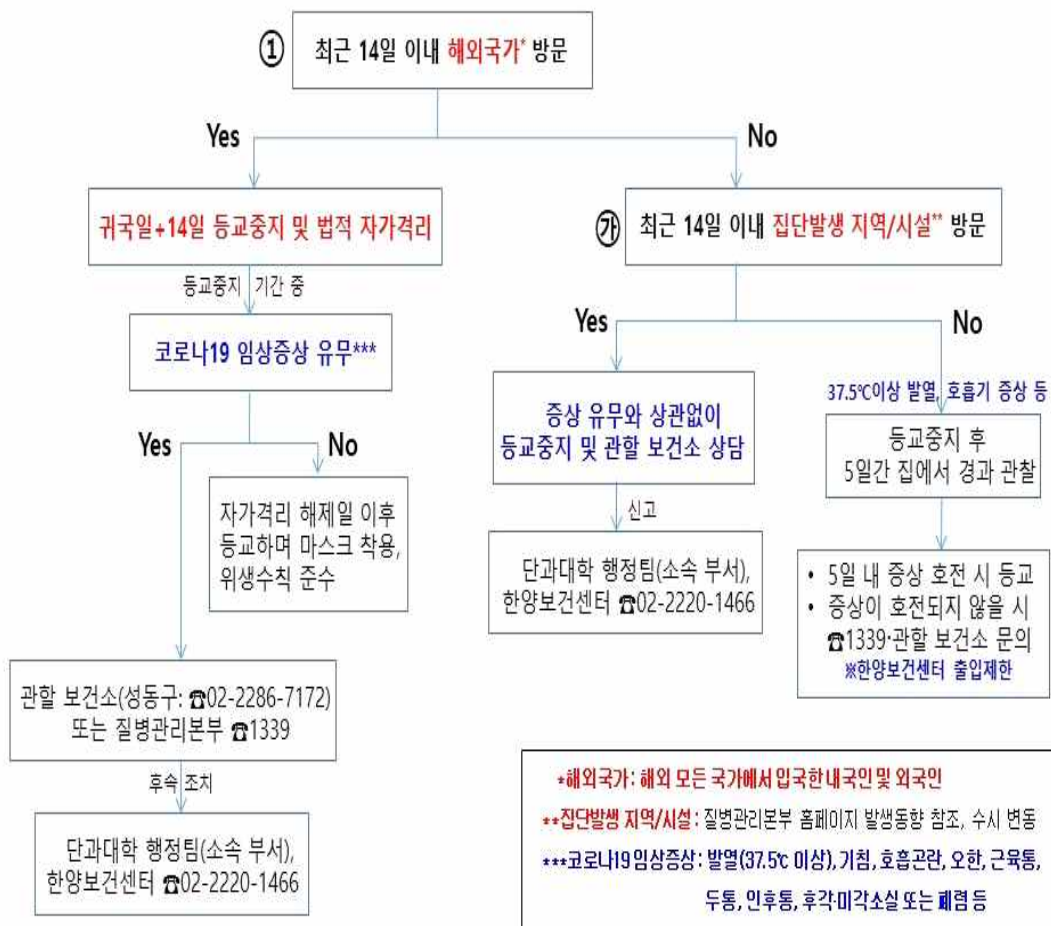 ① 최근 14일 이내 해외국가* 방문
Yes
No
귀국일+14일 등교중지 및 법적 자가격리
㉮ 최근 14일 이내 집단발생 지역/시설** 방문
등교중지 기간 중
코로나19 임상증상 유무***
Yes
No
Yes
No
증상 유무와 상관없이
등교중지 및 관할 보건소 상담
37.5℃이상 발열, 호흡기 증상 등
등교중지 후
5일간 집에서 경과 관찰
자가격리 해제일 이후
등교하며 마스크 착용,
위생수칙 준수
신고
단과대학 행정팀(소속 부서),
한양보건센터 ☎02-2220-1466
• 5일 내 증상 호전 시 등교
• 증상이 호전되지 않을 시
☎1339·관할 보건소 문의
※한양보건센터 출입제한
관할 보건소(성동구: ☎02-2286-7172)
또는 질병관리본부 ☎1339
후속 조치
단과대학 행정팀(소속 부서),
한양보건센터 ☎02-2220-1466
*해외국가: 해외 모든 국가에서 입국한 내국인 및 외국인
**집단발생 지역/시설: 질병관리본부 홈페이지 발생동향 참조, 수시 변동
***코로나19 임상증상: 발열(37.5℃ 이상), 기침, 호흡곤란, 오한, 근육통,
두통, 인후통, 후각·미각소실 또는 폐렴 등